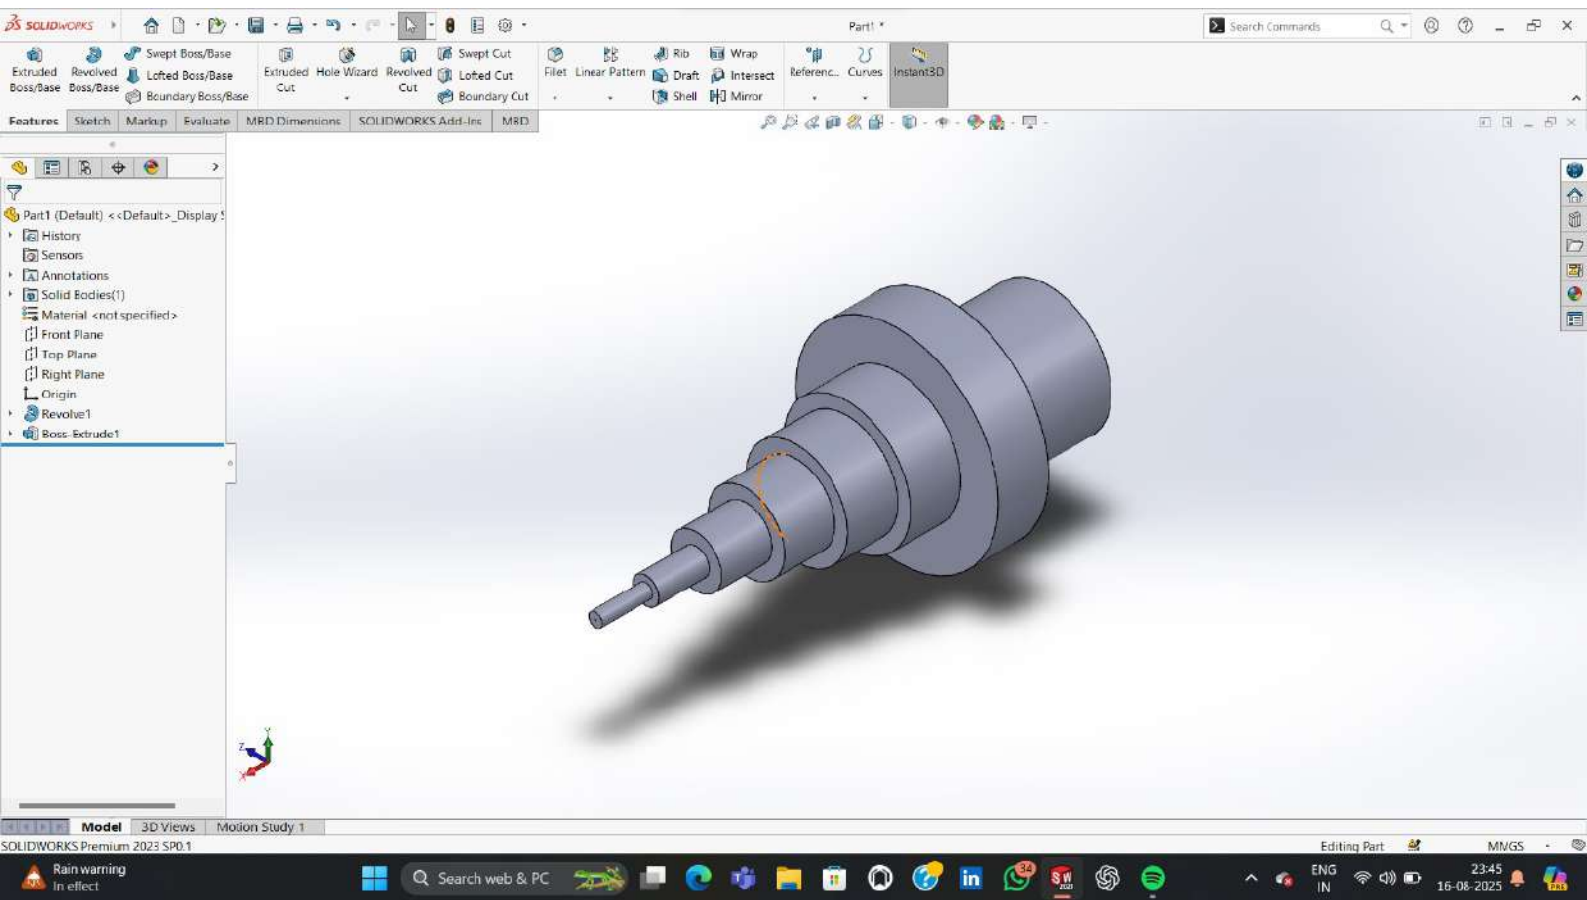 SOLIDWORKS
Part1 *
Search Commands
Extruded Boss/Base
Revolved Boss/Base
Swept Boss/Base
Lofted Boss/Base
Boundary Boss/Base
Extruded Cut
Hole Wizard
Revolved Cut
Swept Cut
Lofted Cut
Boundary Cut
Fillet
Linear Pattern
Rib
Draft
Shell
Wrap
Intersect
Mirror
Referenc...
Curves
Instant3D
Features Sketch Markup Evaluate MBD Dimensions SOLIDWORKS Add-Ins MBD
Part1 (Default) <<Default>_Display S
History
Sensors
Annotations
Solid Bodies(1)
Material <not specified>
Front Plane
Top Plane
Right Plane
Origin
Revolve1
Boss-Extrude1
Y
Z
X
Model 3D Views Motion Study 1
SOLIDWORKS Premium 2023 SP0.1
Editing Part MMGS
Rain warning
In effect
Search web & PC
34
SW
2023
ENG
IN
23:45
16-08-2025
PRE